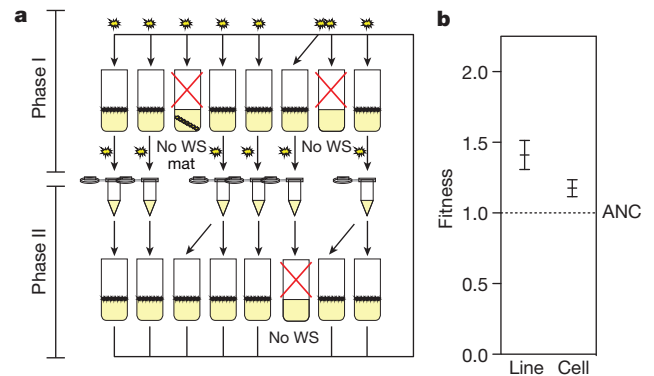 a
Phase I
No WS
mat
No WS
Phase II
No WS
b
Fitness
2.0
1.5
1.0
0.5
0.0
ANC
Line
Cell